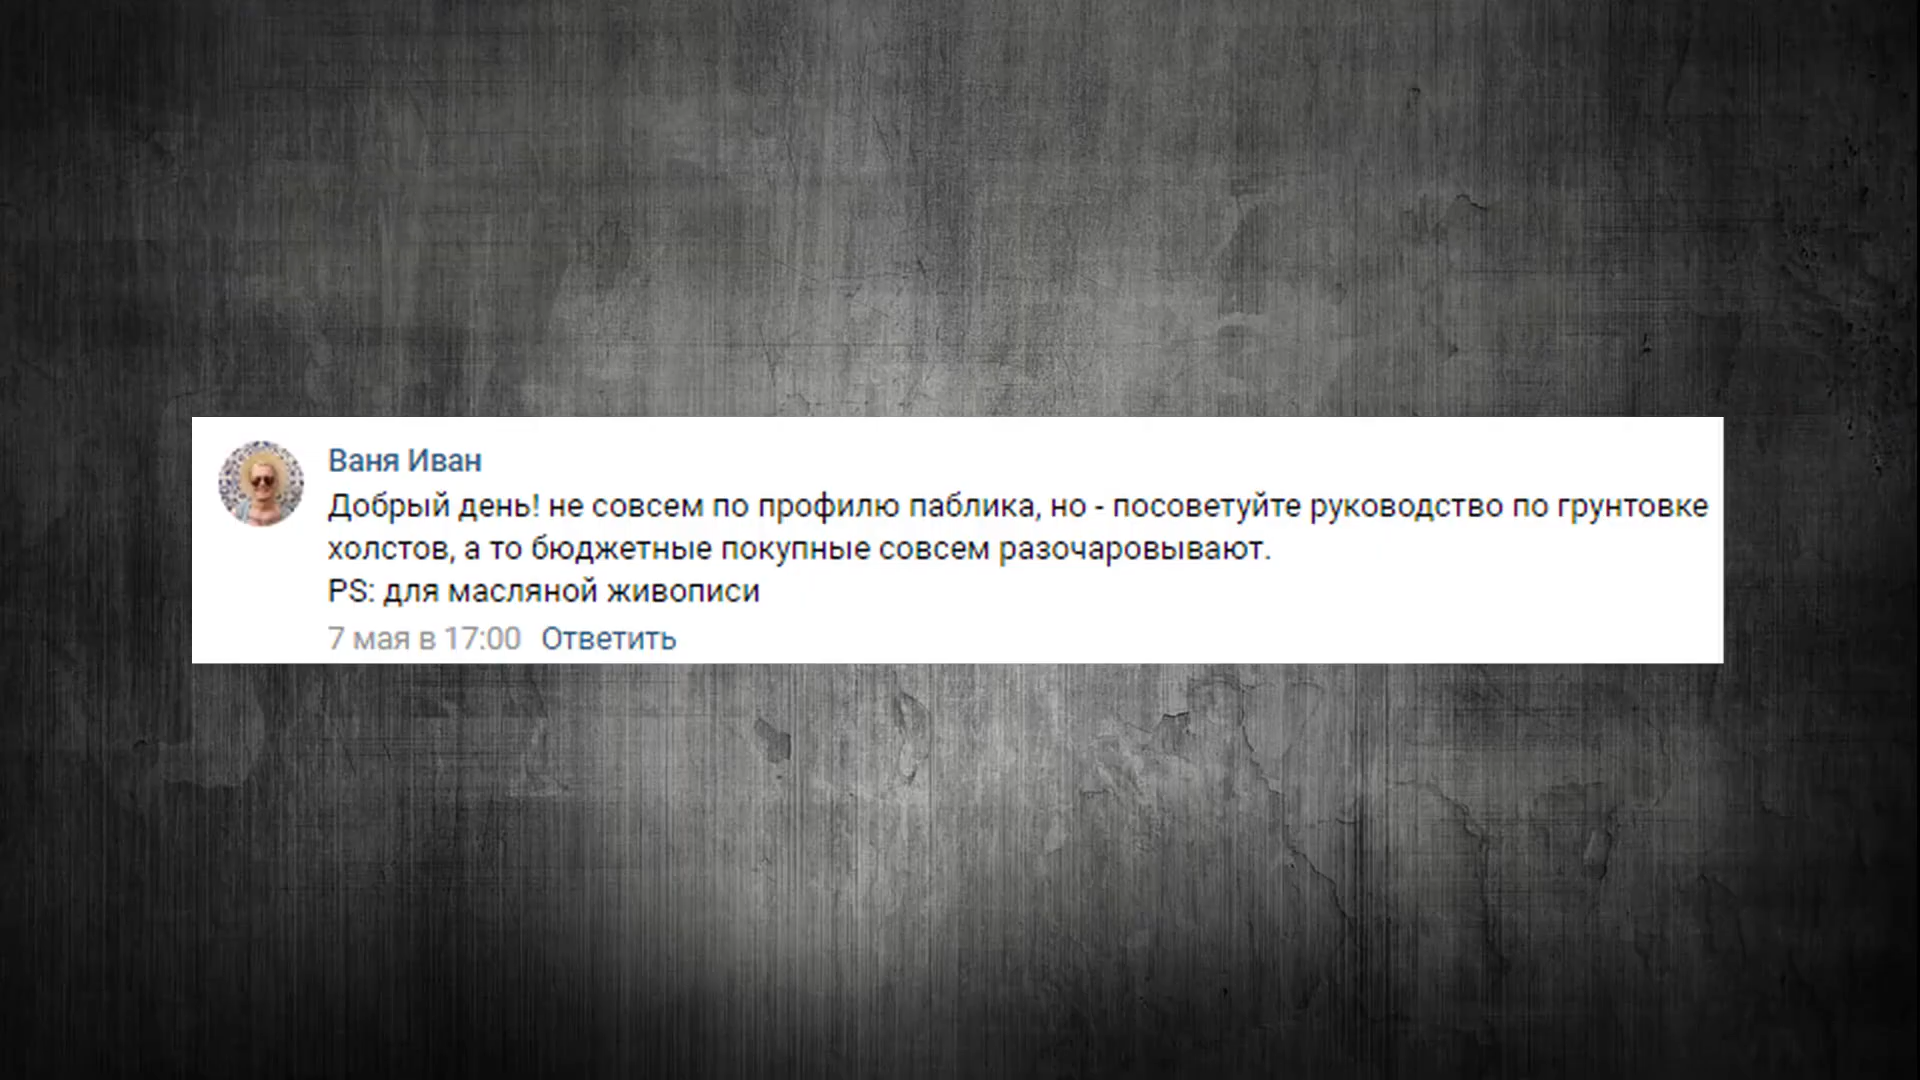 Ваня Иван
Добрый день! не совсем по профилю паблика, но - посоветуйте руководство по грунтовке
холстов, а то бюджетные покупные совсем разочаровывают.
PS: для масляной живописи
7 мая в 17:00 Ответить